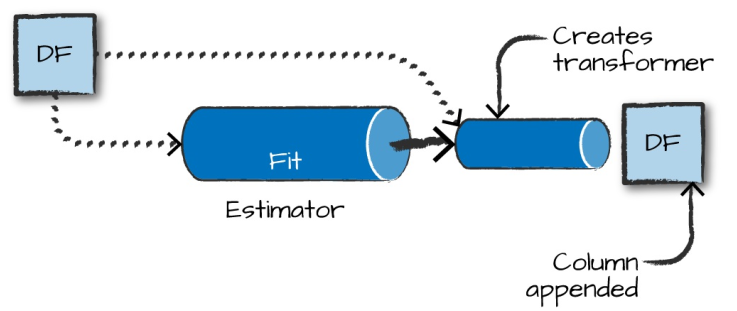 DF
Creates
transformer
Fit
DF
Estimator
Column
appended